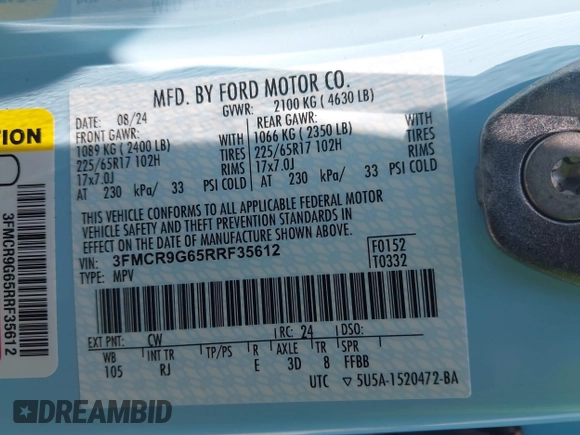 MFD. BY FORD MOTOR CO.
DATE: 08/24 GVWR: 2100 KG ( 4630 LB)
FRONT GAWR: REAR GAWR:
1089 KG ( 2400 LB) 1066 KG ( 2350 LB)
225/65R17 102H TIRES 225/65R17 102H TIRES
17x7.0J RIMS 17x7.0J RIMS
AT 230 kPa/ 33 PSI COLD AT 230 kPa/ 33 PSI COLD
THIS VEHICLE CONFORMS TO ALL APPLICABLE FEDERAL MOTOR
VEHICLE SAFETY AND THEFT PREVENTION STANDARDS IN
EFFECT ON THE DATE OF MANUFACTURE SHOWN ABOVE.
VIN: 3FMCR9G65RRF35612 F0152
TYPE: MPV T0332
EXT PNT: CW RC: 24 DSO:
WB INT TR TP/PS R AXLE TR SPR
105 RJ E 3D 8 FFBB
UTC ▽ 5U5A-1520472-BA
TION
3FMCR9G65RRF35612
DREAMBID